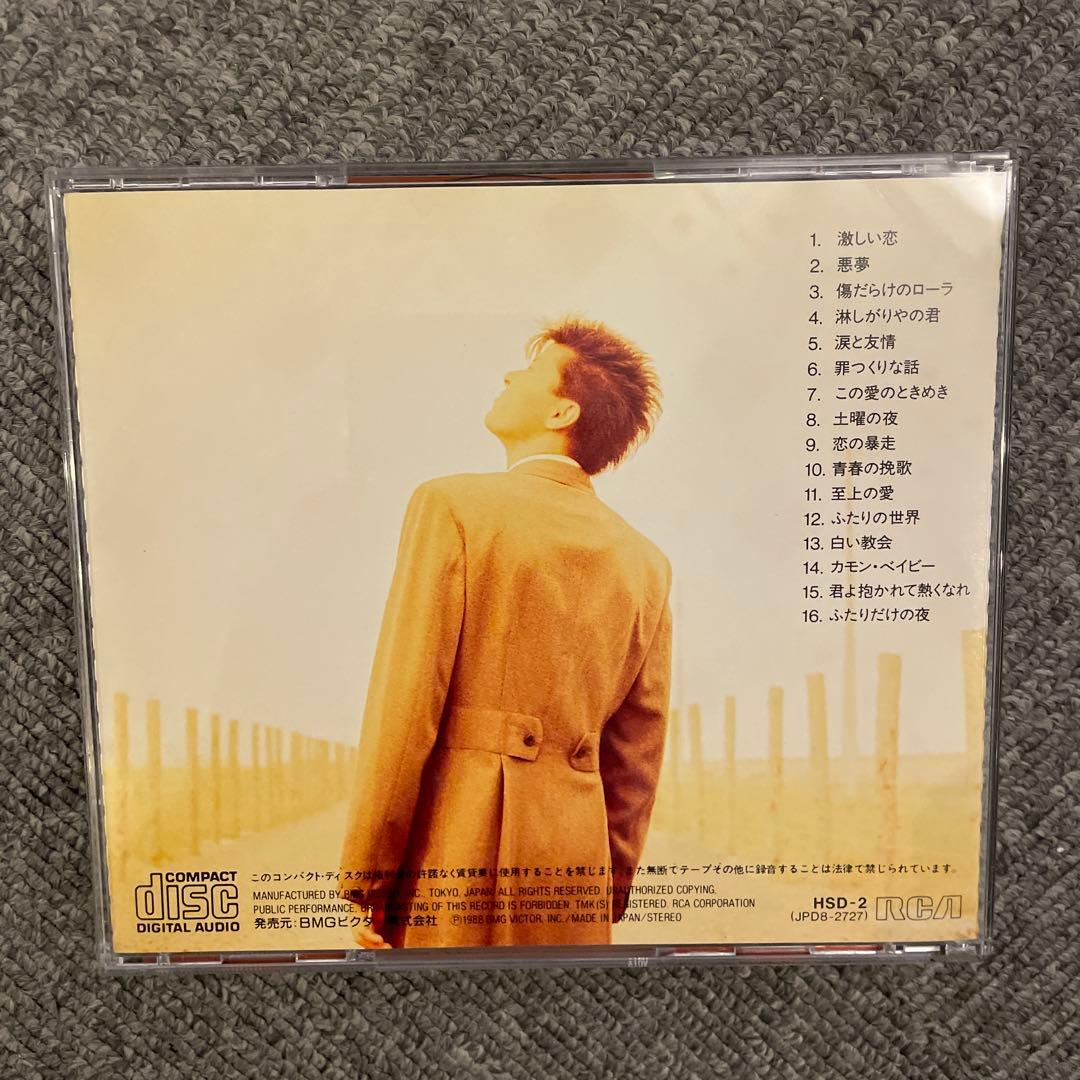 1. 激しい恋
2. 悪夢
3. 傷だらけのローラ
4. 淋しがりやの君
5. 涙と友情
6. 罪つくりな話
7. この愛のときめき
8. 土曜の夜
9. 恋の暴走
10. 青春の挽歌
11. 至上の愛
12. ふたりの世界
13. 白い教会
14. カモン・ベイビー
15. 君よ抱かれて熱くなれ
16. ふたりだけの夜
COMPACT
disc
DIGITAL AUDIO
このコンパクト・ディスクは の許諾なく賃貸業に使用することを禁じます。また無断でテープその他に録音することは法律で禁じられています。
MANUFACTURED BY BMG INC., TOKYO, JAPAN. ALL RIGHTS RESERVED. UNAUTHORIZED COPYING,
PUBLIC PERFORMANCE, BROADCASTING OF THIS RECORD IS FORBIDDEN. TMK(S) REGISTERED. RCA CORPORATION
発売元:BMGビクター株式会社 Ⓟ1988 BMG VICTOR, INC./MADE IN JAPAN/STEREO
HSD-2
(JPD8-2727)
RCA